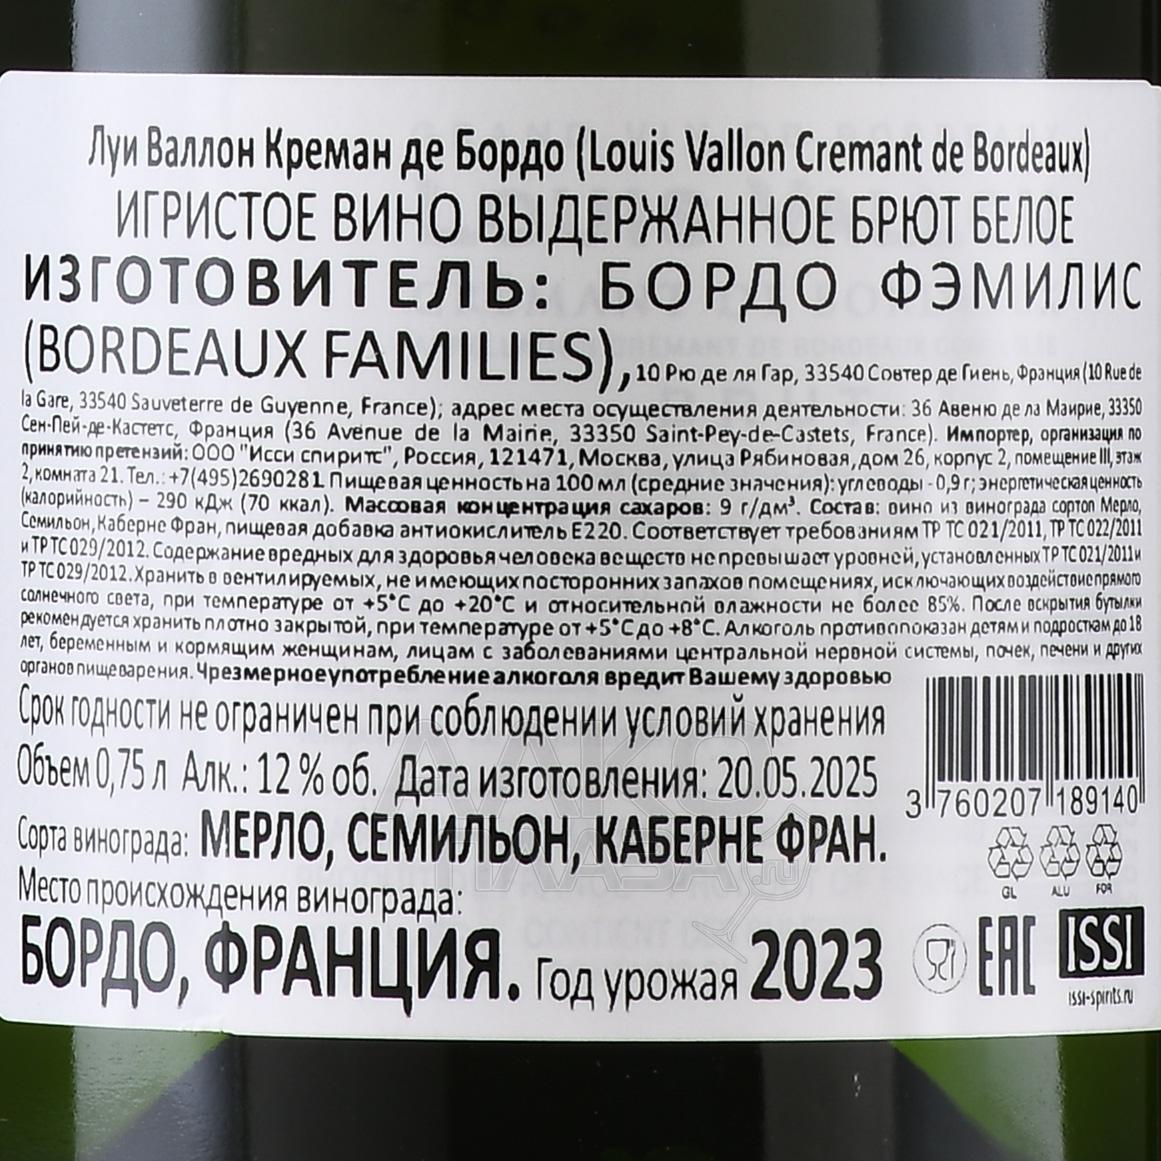 Луи Валлон Креман де Бордо (Louis Vallon Cremant de Bordeaux)
ИГРИСТОЕ ВИНО ВЫДЕРЖАННОЕ БРЮТ БЕЛОЕ
ИЗГОТОВИТЕЛЬ: БОРДО ФЭМИЛИС
(BORDEAUX FAMILIES), 10 Рю де ля Гар, 33540 Совтер де Гиень, Франция (10 Rue de
la Gare, 33540 Sauveterre de Guyenne, France); адрес места осуществления деятельности: 36 Авеню де ла Маирие, 33350
Сен-Пей-де-Кастетс, Франция (36 Avenue de la Mairie, 33350 Saint-Pey-de-Castets, France). Импортер, организация по
принятию претензий: ООО "Исси спиритс", Россия, 121471, Москва, улица Рябиновая, дом 26, корпус 2, помещение III, этаж
2, комната 21. Тел.: +7(495)2690281. Пищевая ценность на 100 мл (средние значения): углеводы - 0,9 г; энергетическая ценность
(калорийность) – 290 кДж (70 ккал). Массовая концентрация сахаров: 9 г/дм³. Состав: вино из винограда сортов Мерло,
Семильон, Каберне Фран, пищевая добавка антиокислитель Е220. Соответствует требованиям ТР ТС 021/2011, ТР ТС 022/2011
и ТР ТС 029/2012. Содержание вредных для здоровья человека веществ не превышает уровней, установленных ТР ТС 021/2011 и
ТР ТС 029/2012. Хранить в вентилируемых, не имеющих посторонних запахов помещениях, исключающих воздействие прямого
солнечного света, при температуре от +5°С до +20°С и относительной влажности не более 85%. После вскрытия бутылки
рекомендуется хранить плотно закрытой, при температуре от +5°С до +8°С. Алкоголь противопоказан детям и подросткам до 18
лет, беременным и кормящим женщинам, лицам с заболеваниями центральной нервной системы, почек, печени и других
органов пищеварения. Чрезмерное употребление алкоголя вредит Вашему здоровью
Срок годности не ограничен при соблюдении условий хранения
Объем 0,75 л Алк.: 12 % об. Дата изготовления: 20.05.2025
3 760207 189140
Сорта винограда: МЕРЛО, СЕМИЛЬОН, КАБЕРНЕ ФРАН.
GL ALU FOR
Место происхождения винограда:
БОРДО, ФРАНЦИЯ. Год урожая 2023
EAC ISSI
issi-spirits.ru
АЛКО
ПЛАЗА.ru